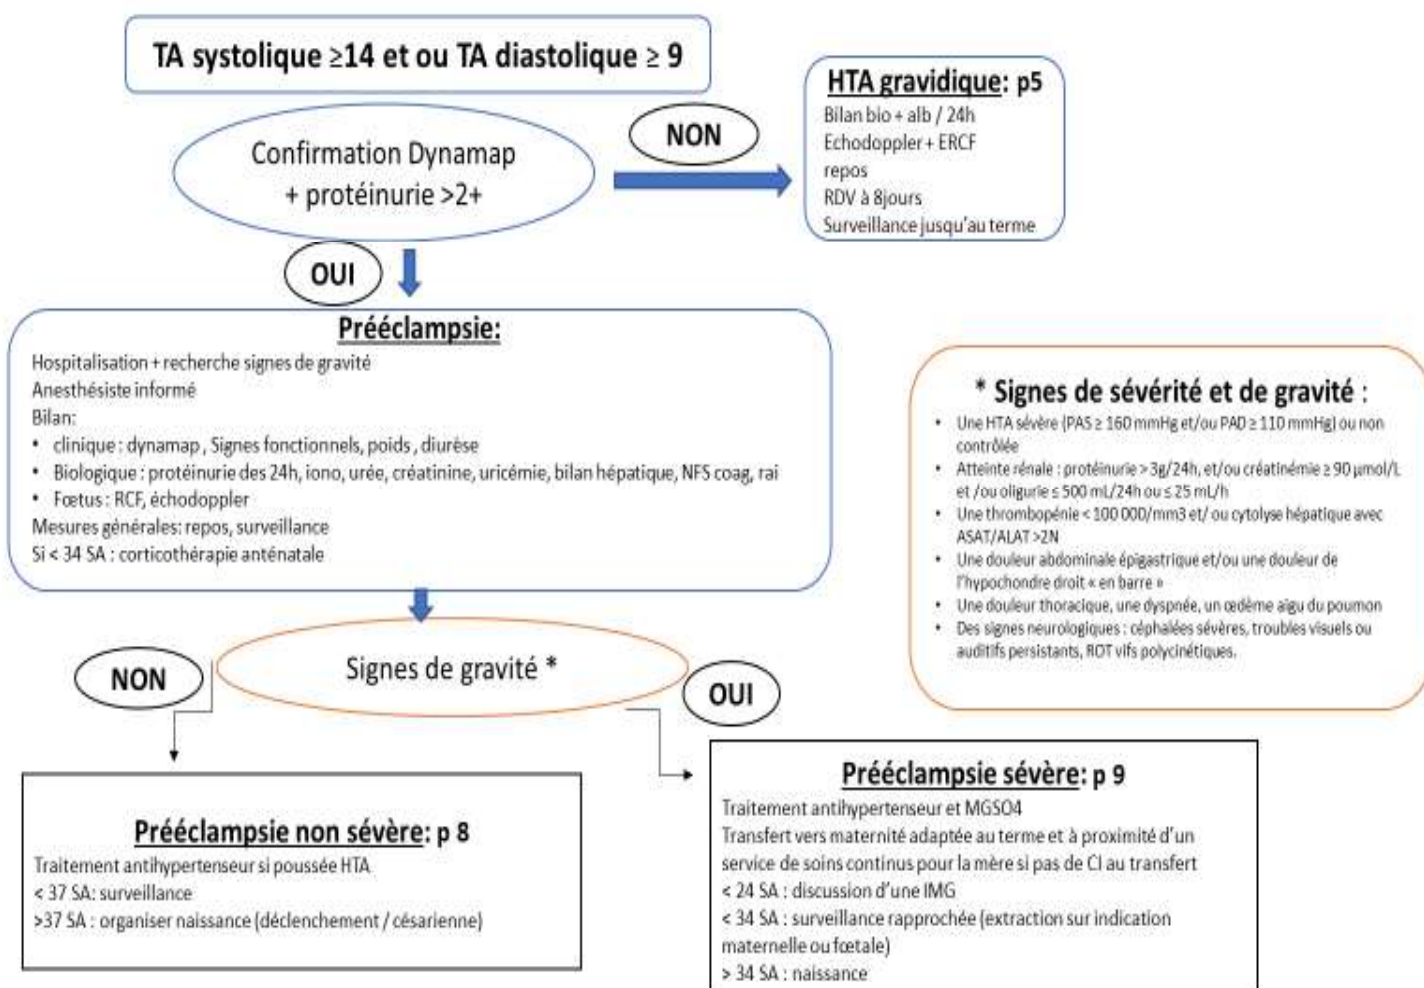 TA systolique ≥14 et ou TA diastolique ≥ 9
Confirmation Dynamap
+ protéinurie >2+
NON
HTA gravidique: p5
Bilan bio + alb / 24h
Echodoppler + ERCF
repos
RDV à 8jours
Surveillance jusqu'au terme
OUI
Prééclampsie:
Hospitalisation + recherche signes de gravité
Anesthésiste informé
Bilan:
• clinique : dynamap , Signes fonctionnels, poids , diurèse
• Biologique : protéinurie des 24h, iono, urée, créatinine, uricémie, bilan hépatique, NFS coag, rai
• Fœtus : RCF, échodoppler
Mesures générales: repos, surveillance
Si < 34 SA : corticothérapie anténatale
* Signes de sévérité et de gravité :
• Une HTA sévère (PAS ≥ 160 mmHg et/ou PAD ≥ 110 mmHg) ou non
contrôlée
• Atteinte rénale : protéinurie > 3g/24h, et/ou créatinémie ≥ 90 µmol/L
et /ou oligurie ≤ 500 mL/24h ou ≤ 25 mL/h
• Une thrombopénie < 100 000/mm3 et/ ou cytolyse hépatique avec
ASAT/ALAT >2N
• Une douleur abdominale épigastrique et/ou une douleur de
l'hypochondre droit « en barre »
• Une douleur thoracique, une dyspnée, un œdème aigu du poumon
• Des signes neurologiques : céphalées sévères, troubles visuels ou
auditifs persistants, ROT vifs polycinétiques.
Signes de gravité *
NON
OUI
Prééclampsie non sévère: p 8
Traitement antihypertenseur si poussée HTA
< 37 SA: surveillance
>37 SA : organiser naissance (déclenchement / césarienne)
Prééclampsie sévère: p 9
Traitement antihypertenseur et MGSO4
Transfert vers maternité adaptée au terme et à proximité d'un
service de soins continus pour la mère si pas de CI au transfert
< 24 SA : discussion d'une IMG
< 34 SA : surveillance rapprochée (extraction sur indication
maternelle ou fœtale)
> 34 SA : naissance